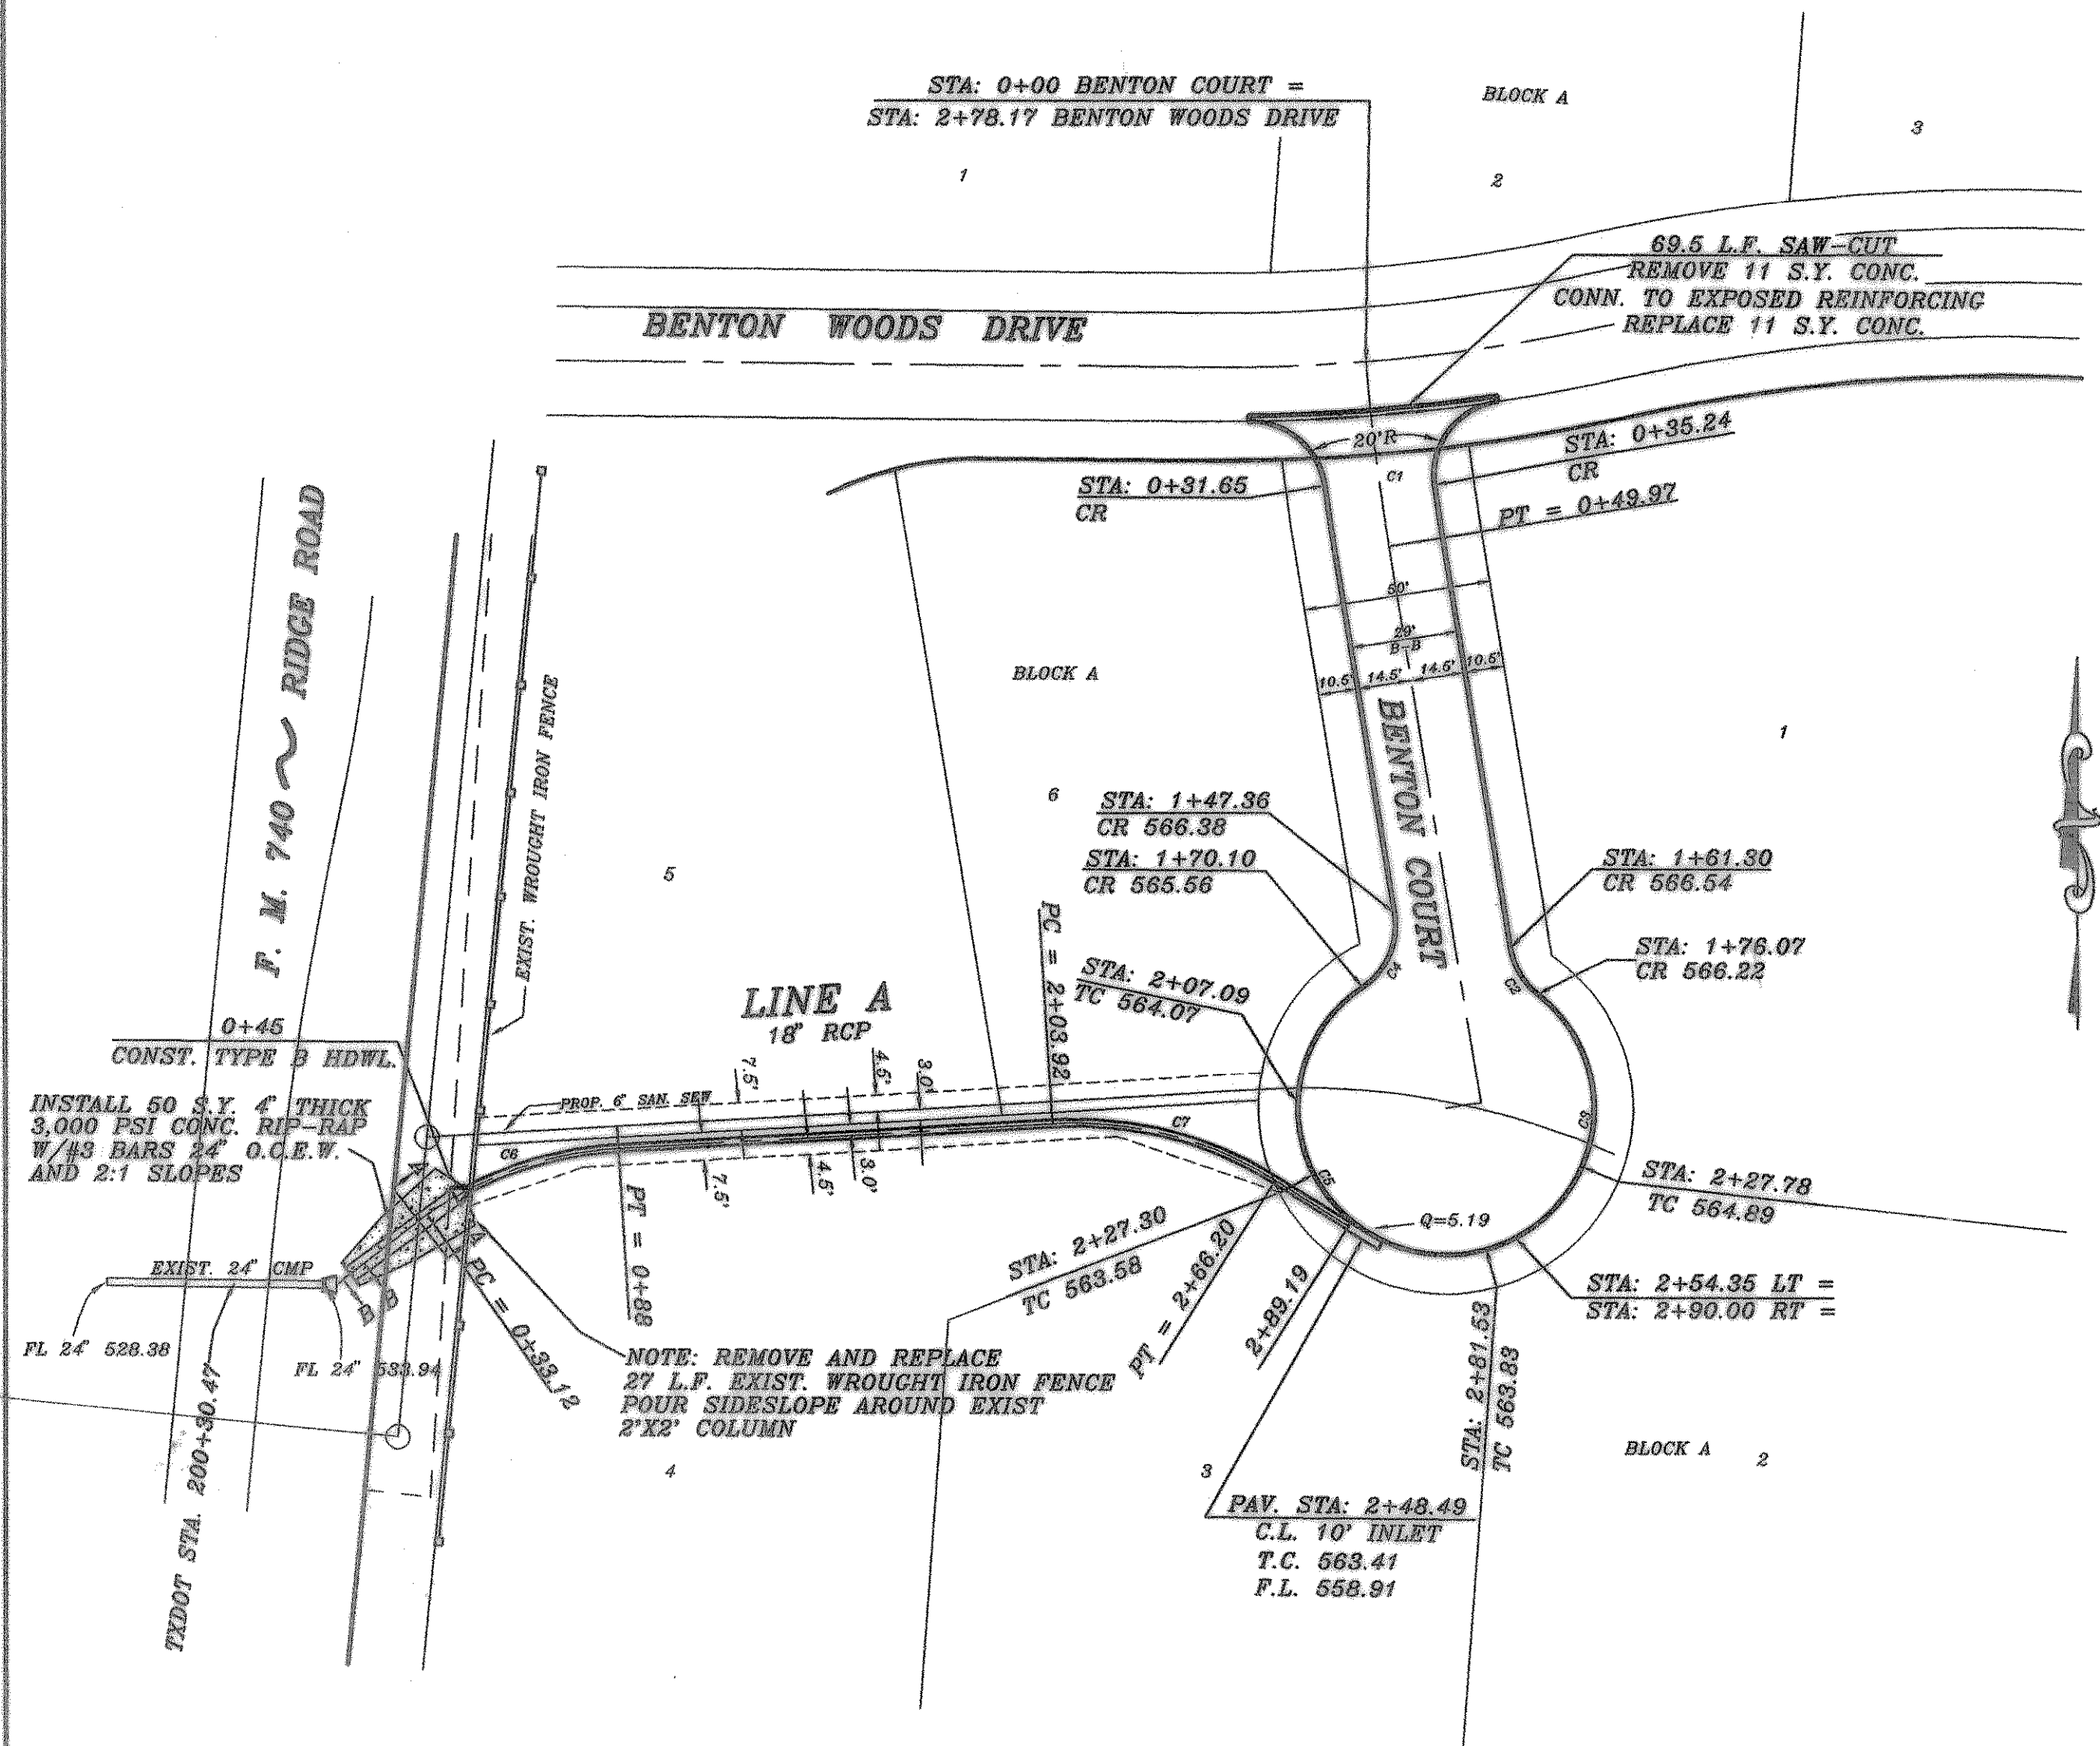 STA: 0+00 BENTON COURT =
STA: 2+78.17 BENTON WOODS DRIVE
BLOCK A
1
2
3
69.5 L.F. SAW-CUT
REMOVE 11 S.Y. CONC.
CONN. TO EXPOSED REINFORCING
REPLACE 11 S.Y. CONC.
BENTON WOODS DRIVE
20'R
C1
STA: 0+31.65
CR
STA: 0+35.24
CR
PT = 0+49.97
50'
29'
B-B
10.5'
14.5'
14.5'
10.5'
BENTON COURT
F. M. 740 ~ RIDGE ROAD
EXIST. WROUGHT IRON FENCE
BLOCK A
1
6
5
STA: 1+47.36
CR 566.38
STA: 1+70.10
CR 565.56
STA: 1+61.30
CR 566.54
STA: 1+76.07
CR 566.22
C4
C2
LINE A
18" RCP
PC = 2+03.92
STA: 2+07.09
TC 564.07
0+45
CONST. TYPE B HDWL.
INSTALL 50 S.Y. 4" THICK
3,000 PSI CONC. RIP-RAP
W/#3 BARS 24" O.C.E.W.
AND 2:1 SLOPES
PROP. 6" SAN. SEW
7.5'
4.5'
3.0'
C6
C7
C3
C5
7.5'
4.5'
3.0'
A
A
PT = 0+88
PC = 0+33.12
EXIST. 24" CMP
B
B
FL 24" 528.38
FL 24" 533.94
TXDOT STA. 200+30.47
NOTE: REMOVE AND REPLACE
27 L.F. EXIST. WROUGHT IRON FENCE
POUR SIDESLOPE AROUND EXIST
2'X2' COLUMN
STA: 2+27.30
TC 563.58
PT = 2+66.20
2+89.19
Q=5.19
STA: 2+27.78
TC 564.89
STA: 2+54.35 LT =
STA: 2+90.00 RT =
STA: 2+81.53
TC 563.83
4
3
BLOCK A
2
PAV. STA: 2+48.49
C.L. 10' INLET
T.C. 563.41
F.L. 558.91